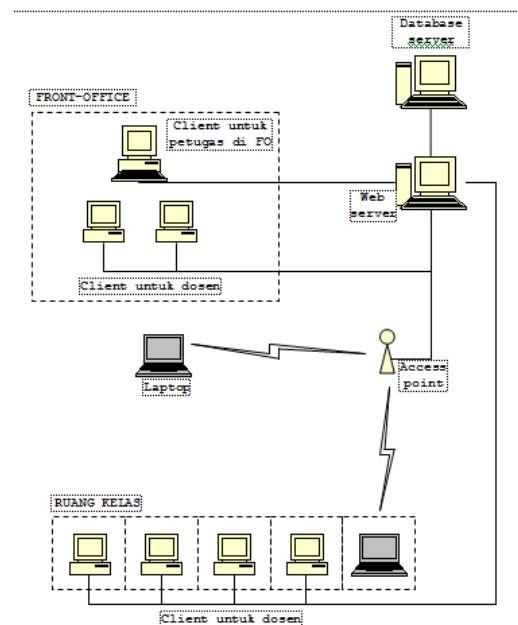 Database
server
FRONT-OFFICE
Client untuk
petugas di FO
Web
server
Client untuk dosen
Laptop
Access
point
RUANG KELAS
Client untuk dosen